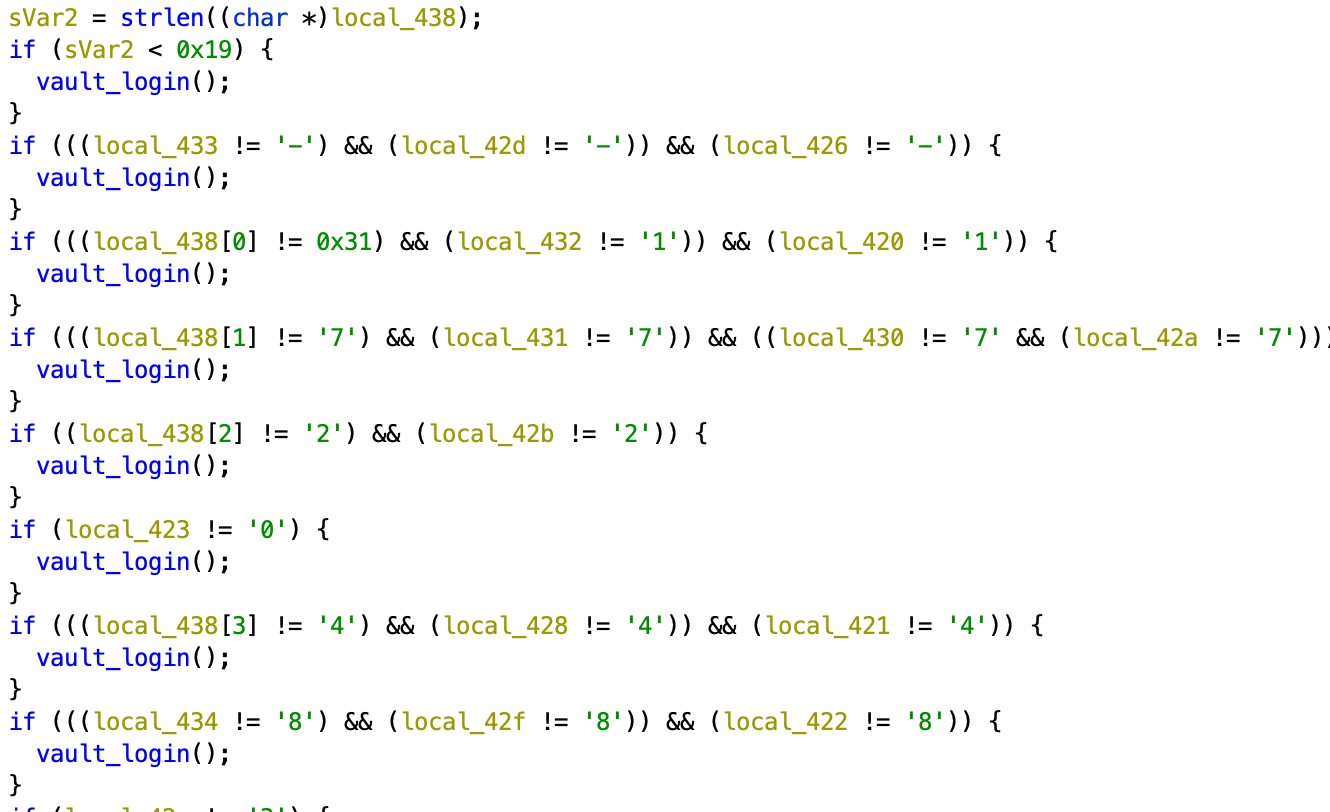 sVar2 = strlen((char *)local_438);
if (sVar2 < 0x19) {
  vault_login();
}
if (((local_433 != '-') && (local_42d != '-')) && (local_426 != '-')) {
  vault_login();
}
if (((local_438[0] != 0x31) && (local_432 != '1')) && (local_420 != '1')) {
  vault_login();
}
if (((local_438[1] != '7') && (local_431 != '7')) && ((local_430 != '7' && (local_42a != '7')))
  vault_login();
}
if ((local_438[2] != '2') && (local_42b != '2')) {
  vault_login();
}
if (local_423 != '0') {
  vault_login();
}
if (((local_438[3] != '4') && (local_428 != '4')) && (local_421 != '4')) {
  vault_login();
}
if (((local_434 != '8') && (local_42f != '8')) && (local_422 != '8')) {
  vault_login();
}